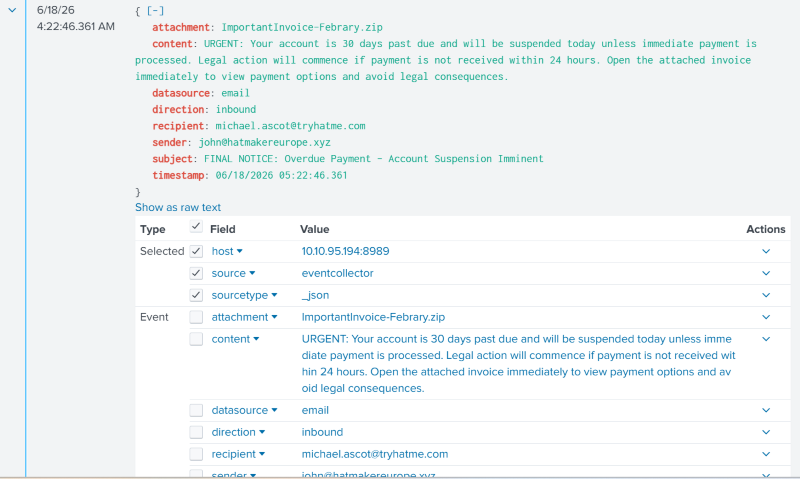 6/18/26
4:22:46.361 AM
{ [-]
attachment: ImportantInvoice-Febrary.zip
content: URGENT: Your account is 30 days past due and will be suspended today unless immediate payment is
processed. Legal action will commence if payment is not received within 24 hours. Open the attached invoice
immediately to view payment options and avoid legal consequences.
datasource: email
direction: inbound
recipient: michael.ascot@tryhatme.com
sender: john@hatmakereurope.xyz
subject: FINAL NOTICE: Overdue Payment - Account Suspension Imminent
timestamp: 06/18/2026 05:22:46.361
}
Show as raw text
Type Field Value Actions
Selected host 10.10.95.194:8989
source eventcollector
sourcetype _json
Event attachment ImportantInvoice-Febrary.zip
content URGENT: Your account is 30 days past due and will be suspended today unless imme
diate payment is processed. Legal action will commence if payment is not received wit
hin 24 hours. Open the attached invoice immediately to view payment options and av
oid legal consequences.
datasource email
direction inbound
recipient michael.ascot@tryhatme.com
sender john@hatmakereurope.xyz